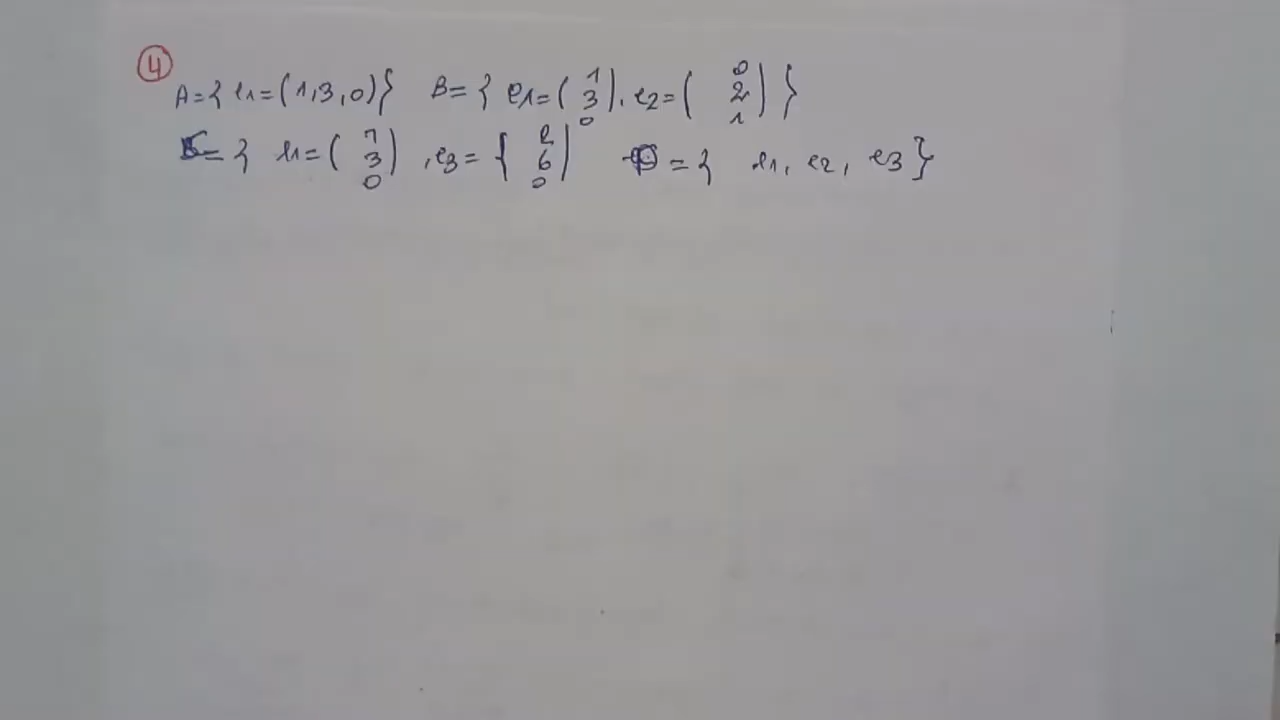 4
A={ e1=(1,3,0)} B={ e1=(1 3 0), e2=(0 2 1)}
={ e1=(1 3 0), e3={2 6 0) ={ e1, e2, e3}